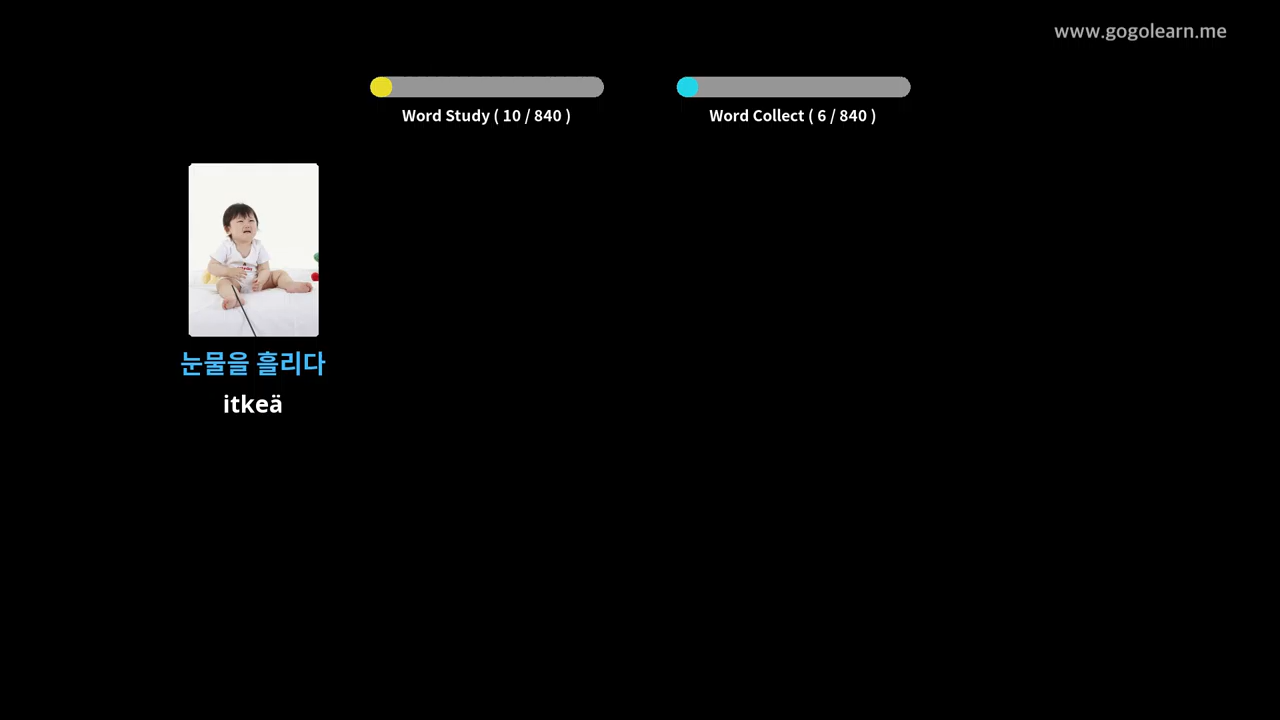 www.gogolearn.me
Word Study ( 10 / 840 )
Word Collect ( 6 / 840 )
눈물을 흘리다
itkeä